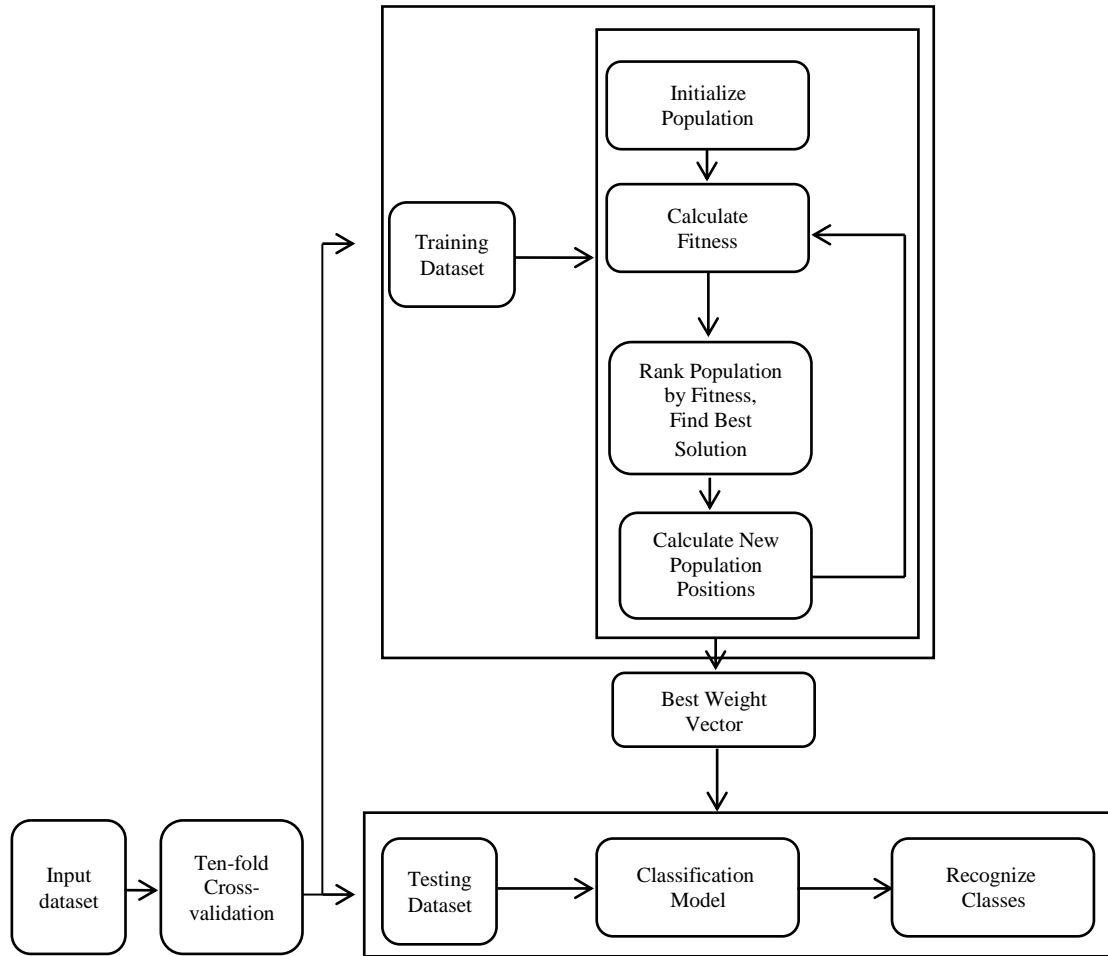 Initialize
Population
Calculate
Fitness
Training
Dataset
Rank Population
by Fitness,
Find Best
Solution
Calculate New
Population
Positions
Best Weight
Vector
Input
dataset
Ten-fold
Cross-
validation
Testing
Dataset
Classification
Model
Recognize
Classes